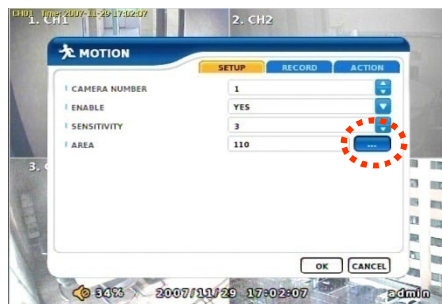 CH01 Time 2007-11-29 17:02:07
1. CH1
2. CH2
MOTION
SETUP
RECORD
ACTION
CAMERA NUMBER 1
ENABLE YES
SENSITIVITY 3
AREA 110 ...
3.
OK
CANCEL
34% 2007/11/29 17:02:07 admin